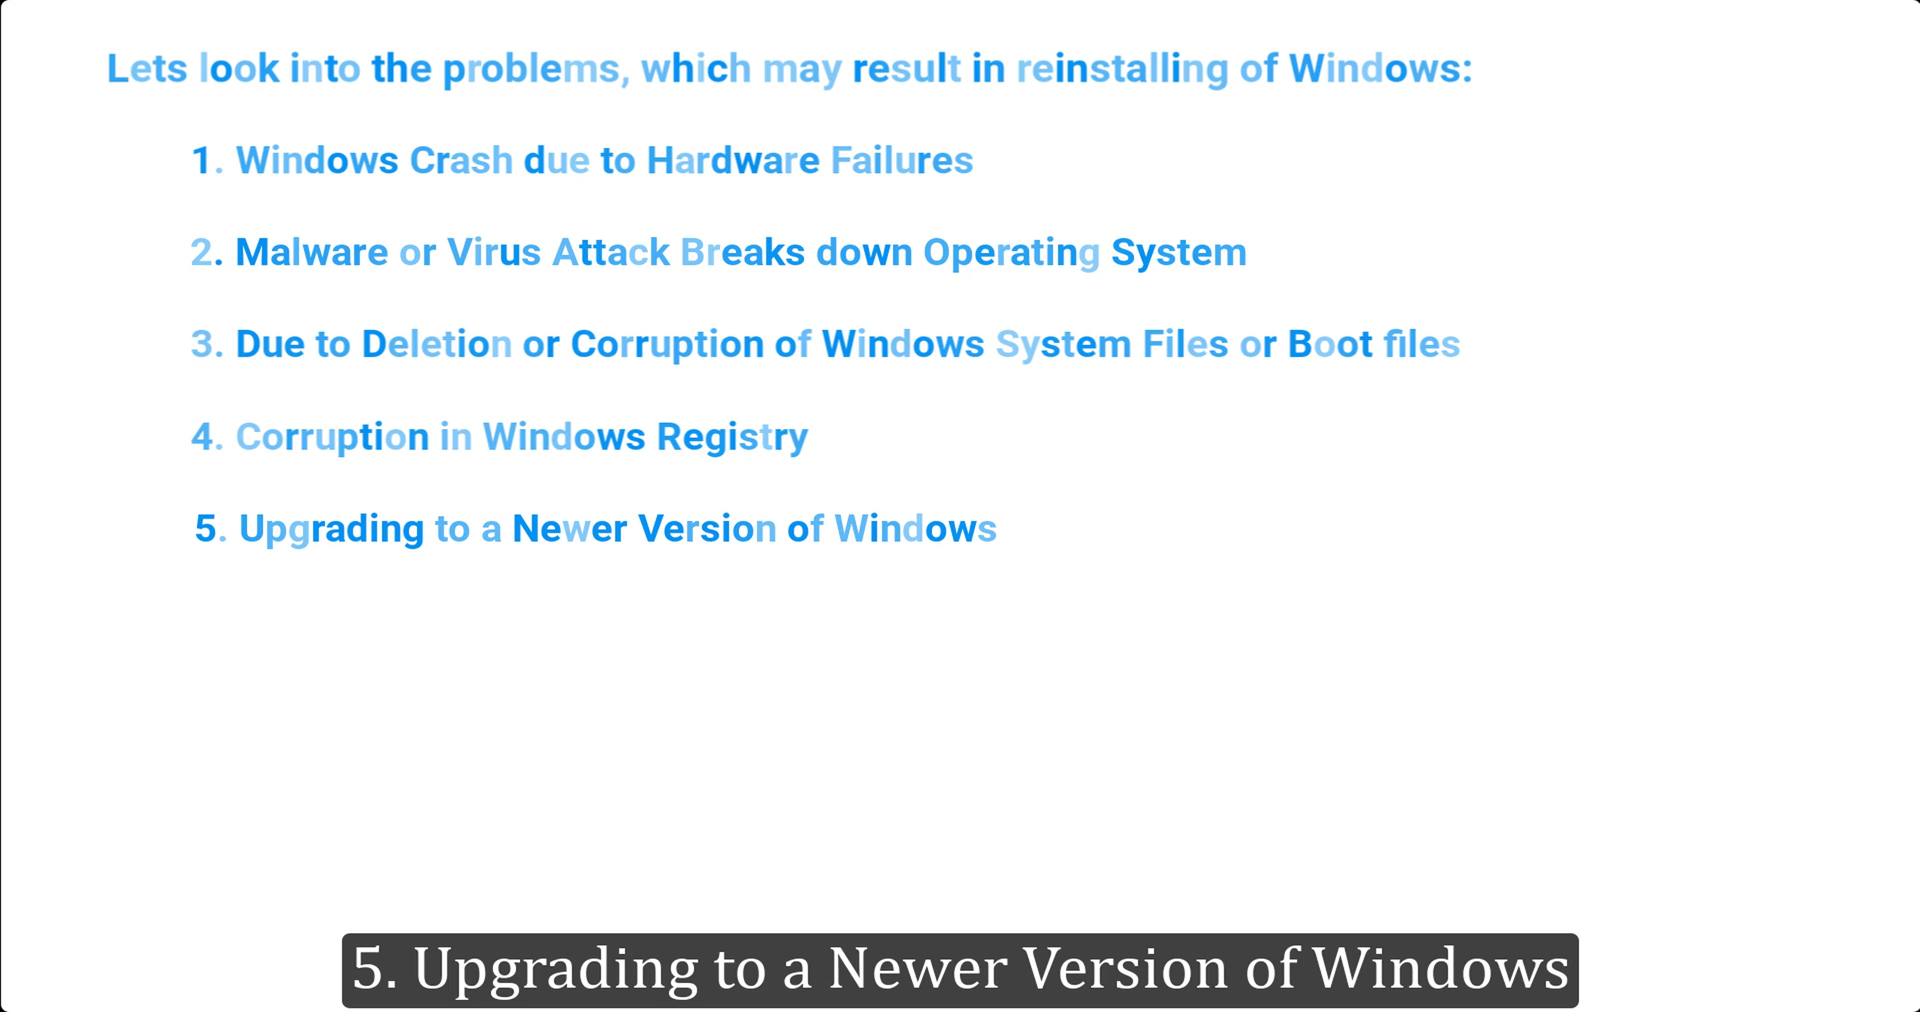 Lets look into the problems, which may result in reinstalling of Windows:
1. Windows Crash due to Hardware Failures
2. Malware or Virus Attack Breaks down Operating System
3. Due to Deletion or Corruption of Windows System Files or Boot files
4. Corruption in Windows Registry
5. Upgrading to a Newer Version of Windows
5. Upgrading to a Newer Version of Windows